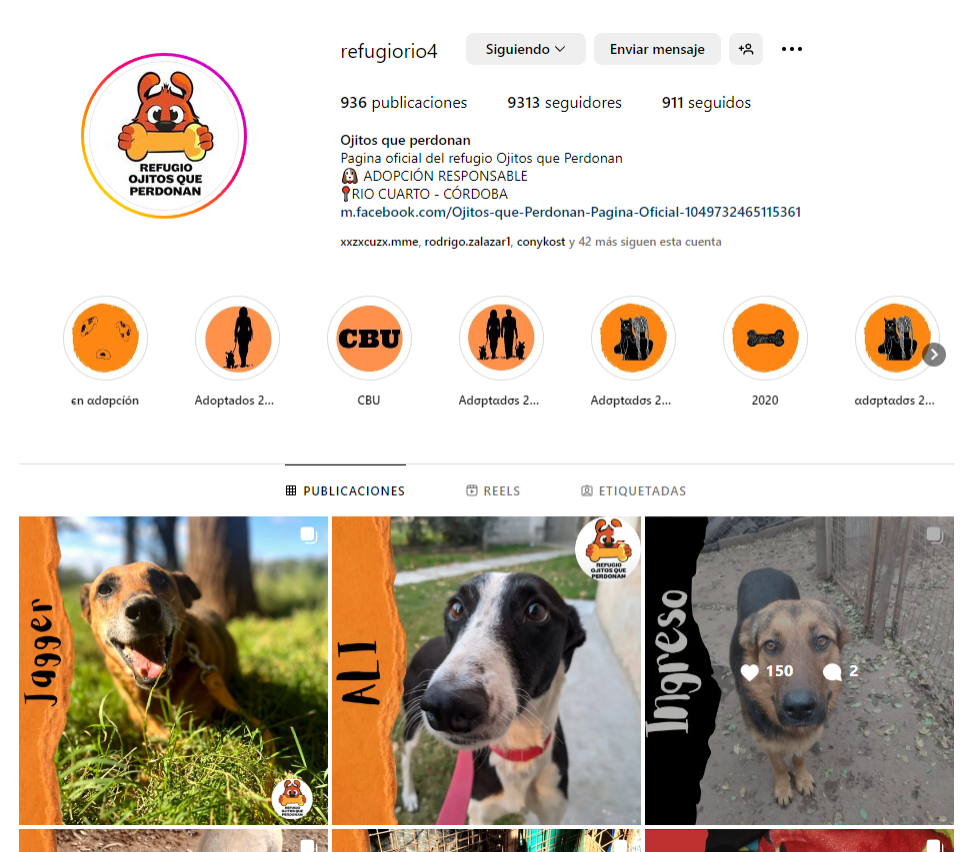 refugiorio4
Siguiendo
Enviar mensaje
936 publicaciones
9313 seguidores
911 seguidos
REFUGIO
OJITOS QUE
PERDONAN
Ojitos que perdonan
Pagina oficial del refugio Ojitos que Perdonan
ADOPCIÓN RESPONSABLE
RIO CUARTO - CÓRDOBA
m.facebook.com/Ojitos-que-Perdonan-Pagina-Oficial-1049732465115361
xxzxcuzx.mme, rodrigo.zalazar1, conykost y 42 más siguen esta cuenta
CBU
єn αdσpcíón
Adoptados 2...
CBU
Adσptαdσs 2...
Adσptαdσs 2...
2020
αdσptαdσs 2...
PUBLICACIONES
REELS
ETIQUETADAS
Jagger
REFUGIO
OJITOS QUE
PERDONAN
ALI
REFUGIO
OJITOS QUE
PERDONAN
Ingreso
150
2